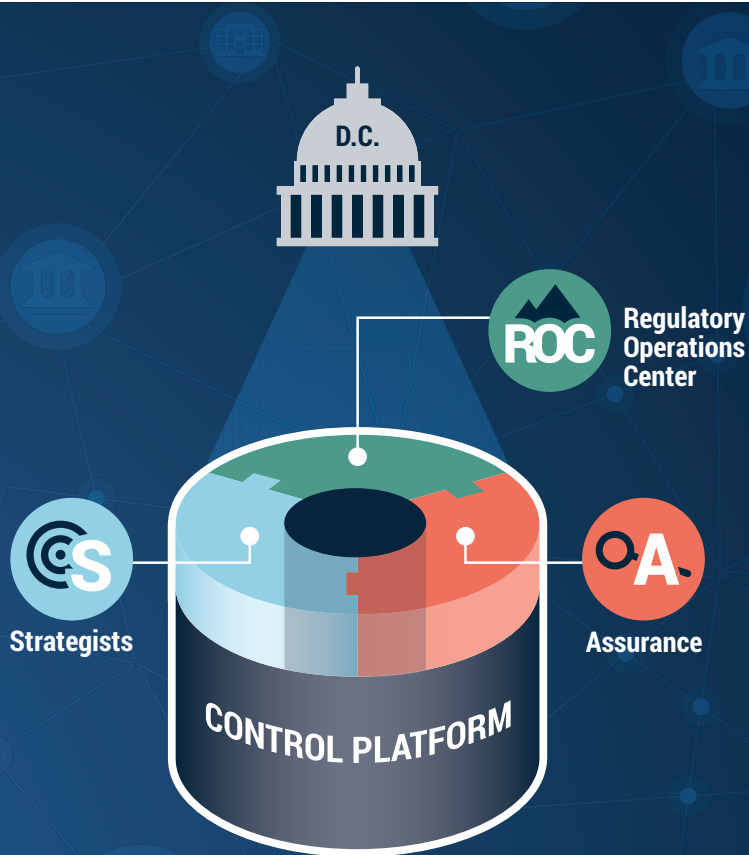 D.C.
ROC
Regulatory
Operations
Center
S
Strategists
A
Assurance
CONTROL PLATFORM